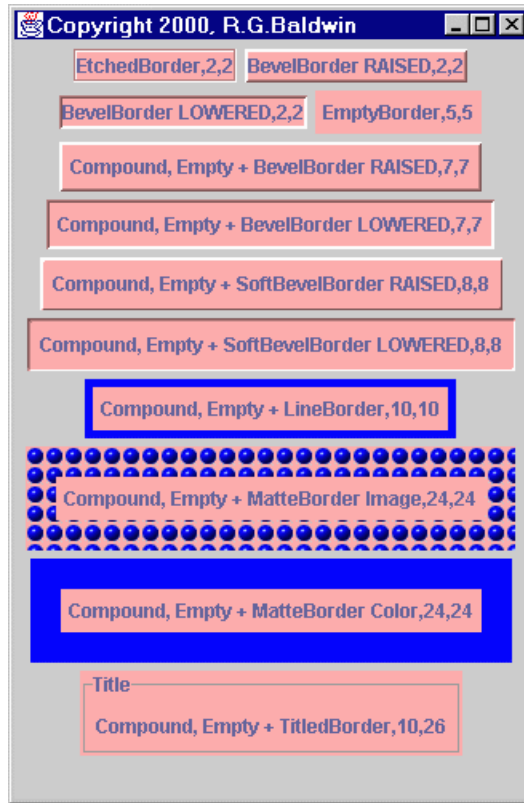 Copyright 2000, R.G.Baldwin
EtchedBorder,2,2 BevelBorder RAISED,2,2
BevelBorder LOWERED,2,2 EmptyBorder,5,5
Compound, Empty + BevelBorder RAISED,7,7
Compound, Empty + BevelBorder LOWERED,7,7
Compound, Empty + SoftBevelBorder RAISED,8,8
Compound, Empty + SoftBevelBorder LOWERED,8,8
Compound, Empty + LineBorder,10,10
Compound, Empty + MatteBorder Image,24,24
Compound, Empty + MatteBorder Color,24,24
Title
Compound, Empty + TitledBorder,10,26